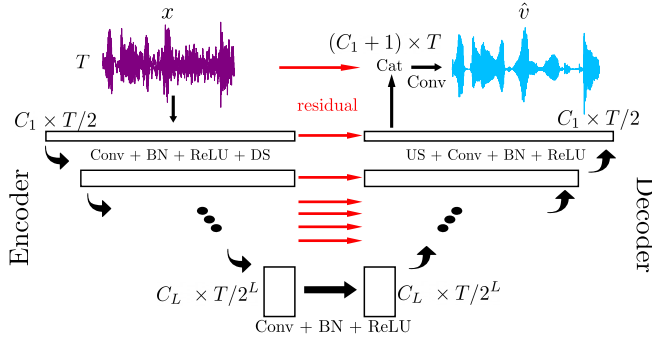 x
v̂
T
(C₁ + 1) × T
Cat
Conv
residual
C₁ × T/2
C₁ × T/2
Conv + BN + ReLU + DS
US + Conv + BN + ReLU
Encoder
Decoder
C_L × T/2^L
C_L × T/2^L
Conv + BN + ReLU